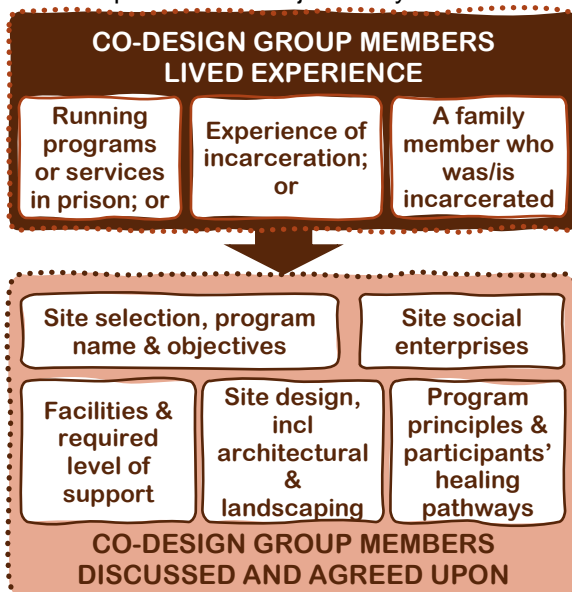 CO-DESIGN GROUP MEMBERS
LIVED EXPERIENCE
Running
programs
or services
in prison; or
Experience of
incarceration;
or
A family
member who
was/is
incarcerated
Site selection, program
name & objectives
Site social
enterprises
Facilities &
required
level of
support
Site design,
incl
architectural
&
landscaping
Program
principles &
participants’
healing
pathways
CO-DESIGN GROUP MEMBERS
DISCUSSED AND AGREED UPON